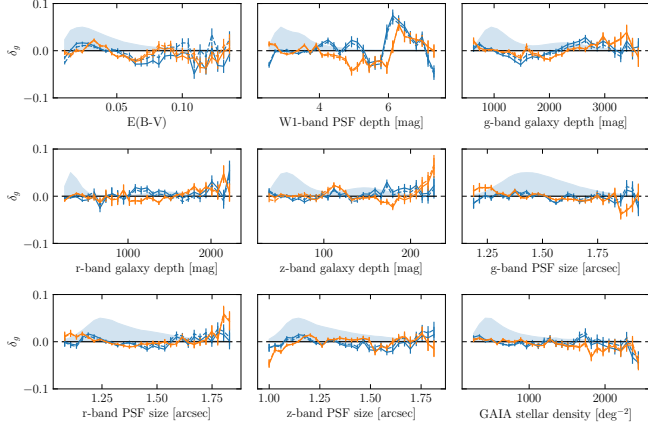 0.1
0.0
−0.1
δg
0.05 0.10
E(B-V)
4 6
W1-band PSF depth [mag]
1000 2000 3000
g-band galaxy depth [mag]
0.1
0.0
−0.1
δg
1000 2000
r-band galaxy depth [mag]
100 200
z-band galaxy depth [mag]
1.25 1.50 1.75
g-band PSF size [arcsec]
0.1
0.0
−0.1
δg
1.25 1.50 1.75
r-band PSF size [arcsec]
1.00 1.25 1.50 1.75
z-band PSF size [arcsec]
1000 2000
GAIA stellar density [deg⁻²]